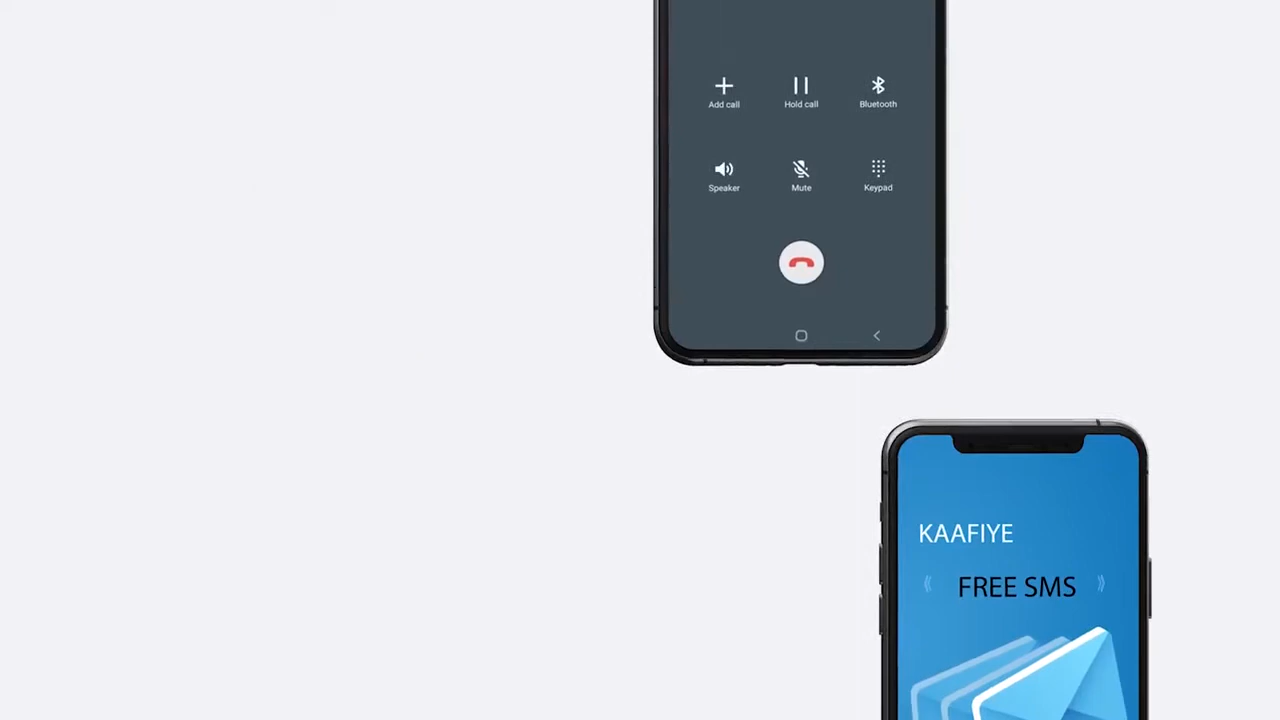 Add call Hold call Bluetooth
Speaker Mute Keypad
KAAFIYE
FREE SMS